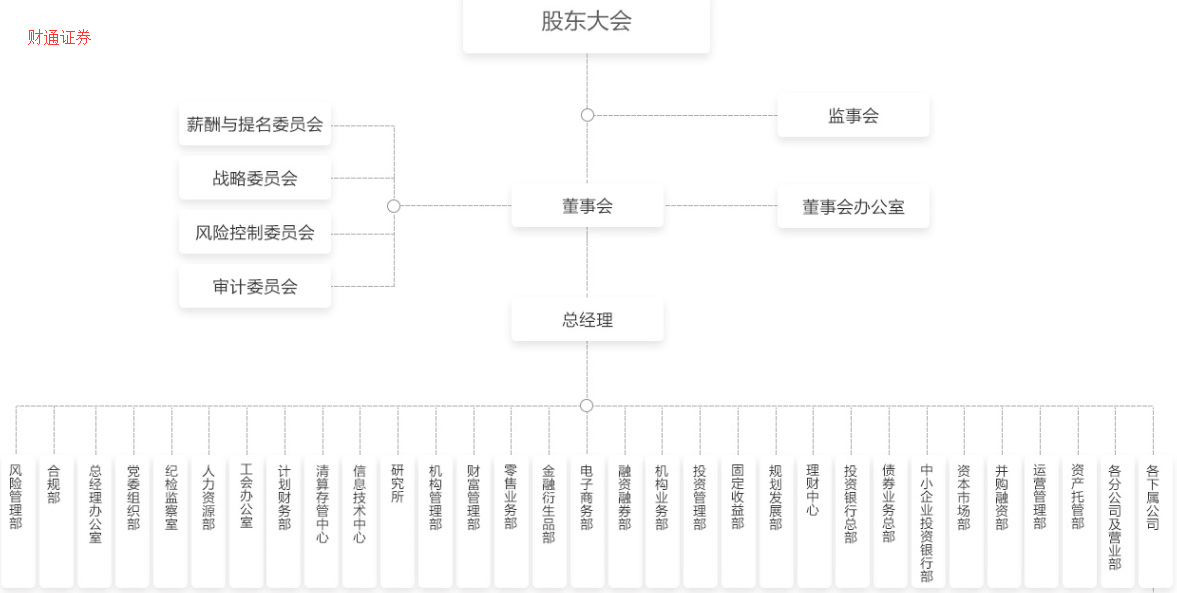 股东大会
财通证券
监事会
薪酬与提名委员会
战略委员会
董事会
董事会办公室
风险控制委员会
审计委员会
总经理
风险管理部
合规部
总经理办公室
党委组织部
纪检监察室
人力资源部
工会办公室
计划财务部
清算存管中心
信息技术中心
研究所
机构管理部
财富管理部
零售业务部
金融衍生品部
电子商务部
融资融券部
机构业务部
投资管理部
固定收益部
规划发展部
理财中心
投资银行总部
债券业务总部
中小企业投资银行部
资本市场部
并购融资部
运营管理部
资产托管部
各分公司及营业部
各下属公司